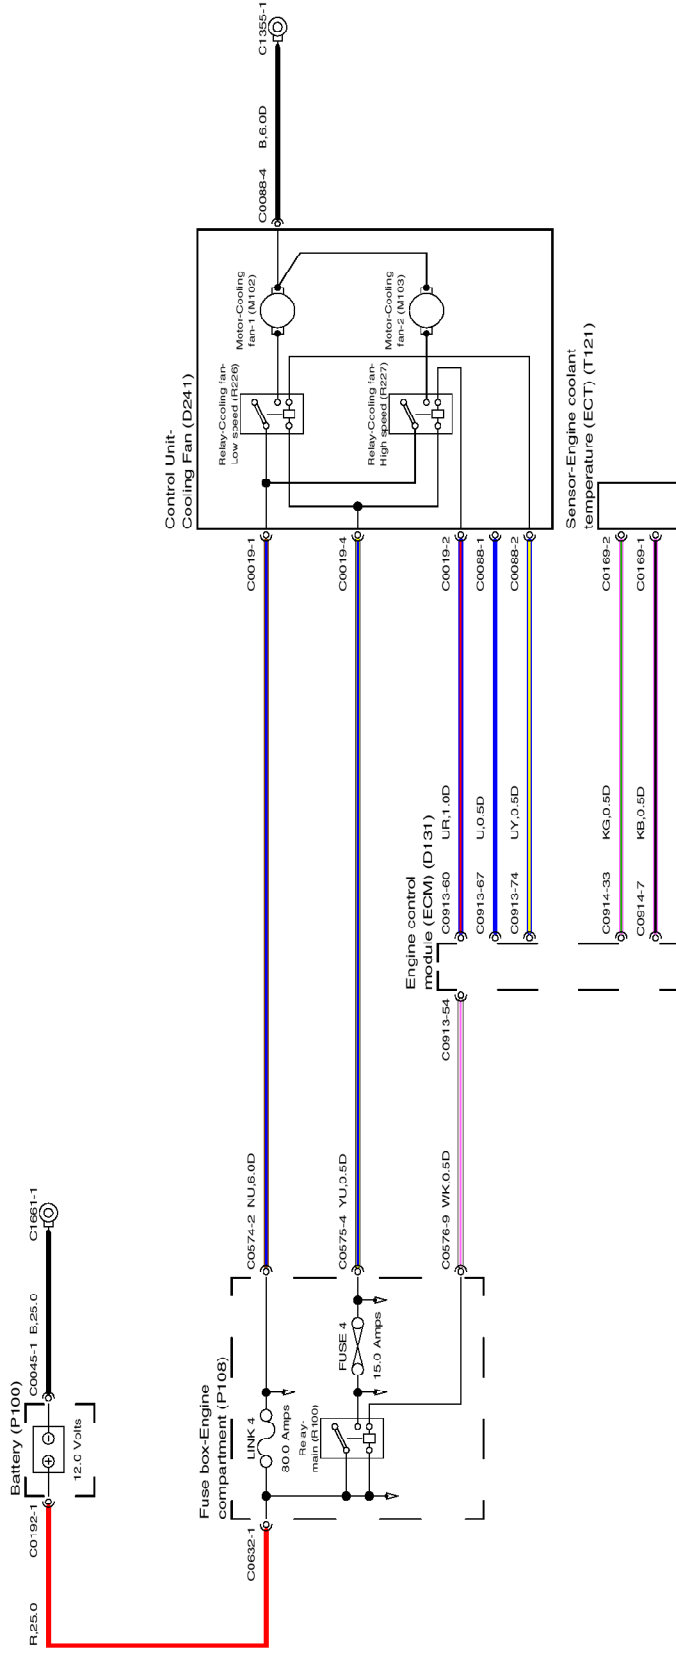 C1355-1
B,6.0D
C0088-4
Motor-Cooling
fan-1 (M102)
Motor-Cooling
fan-2 (M103)
Relay-Cooling fan-
Low speed (R226)
Relay-Cooling fan-
High speed (R227)
Control Unit-
Cooling Fan (D241)
Sensor-Engine coolant
temperature (ECT) (T121)
C0019-1
C0019-4
C0019-2
C0088-1
C0088-2
C0169-2
C0169-1
UR,1.0D
U,0.5D
UY,0.5D
KG,0.5D
KB,0.5D
C0913-60
C0913-67
C0913-74
C0914-33
C0914-7
Engine control
module (ECM) (D131)
C0913-54
C0574-2 NU,6.0D
C0575-4 YU,0.5D
C0576-9 WK,0.5D
C1661-1
C0045-1 B,25.0
Battery (P100)
12.0 Volts
C0192-1
R,25.0
Fuse box-Engine
compartment (P108)
LINK 4
80.0 Amps
Relay-
main (R100)
FUSE 4
15.0 Amps
C0632-1